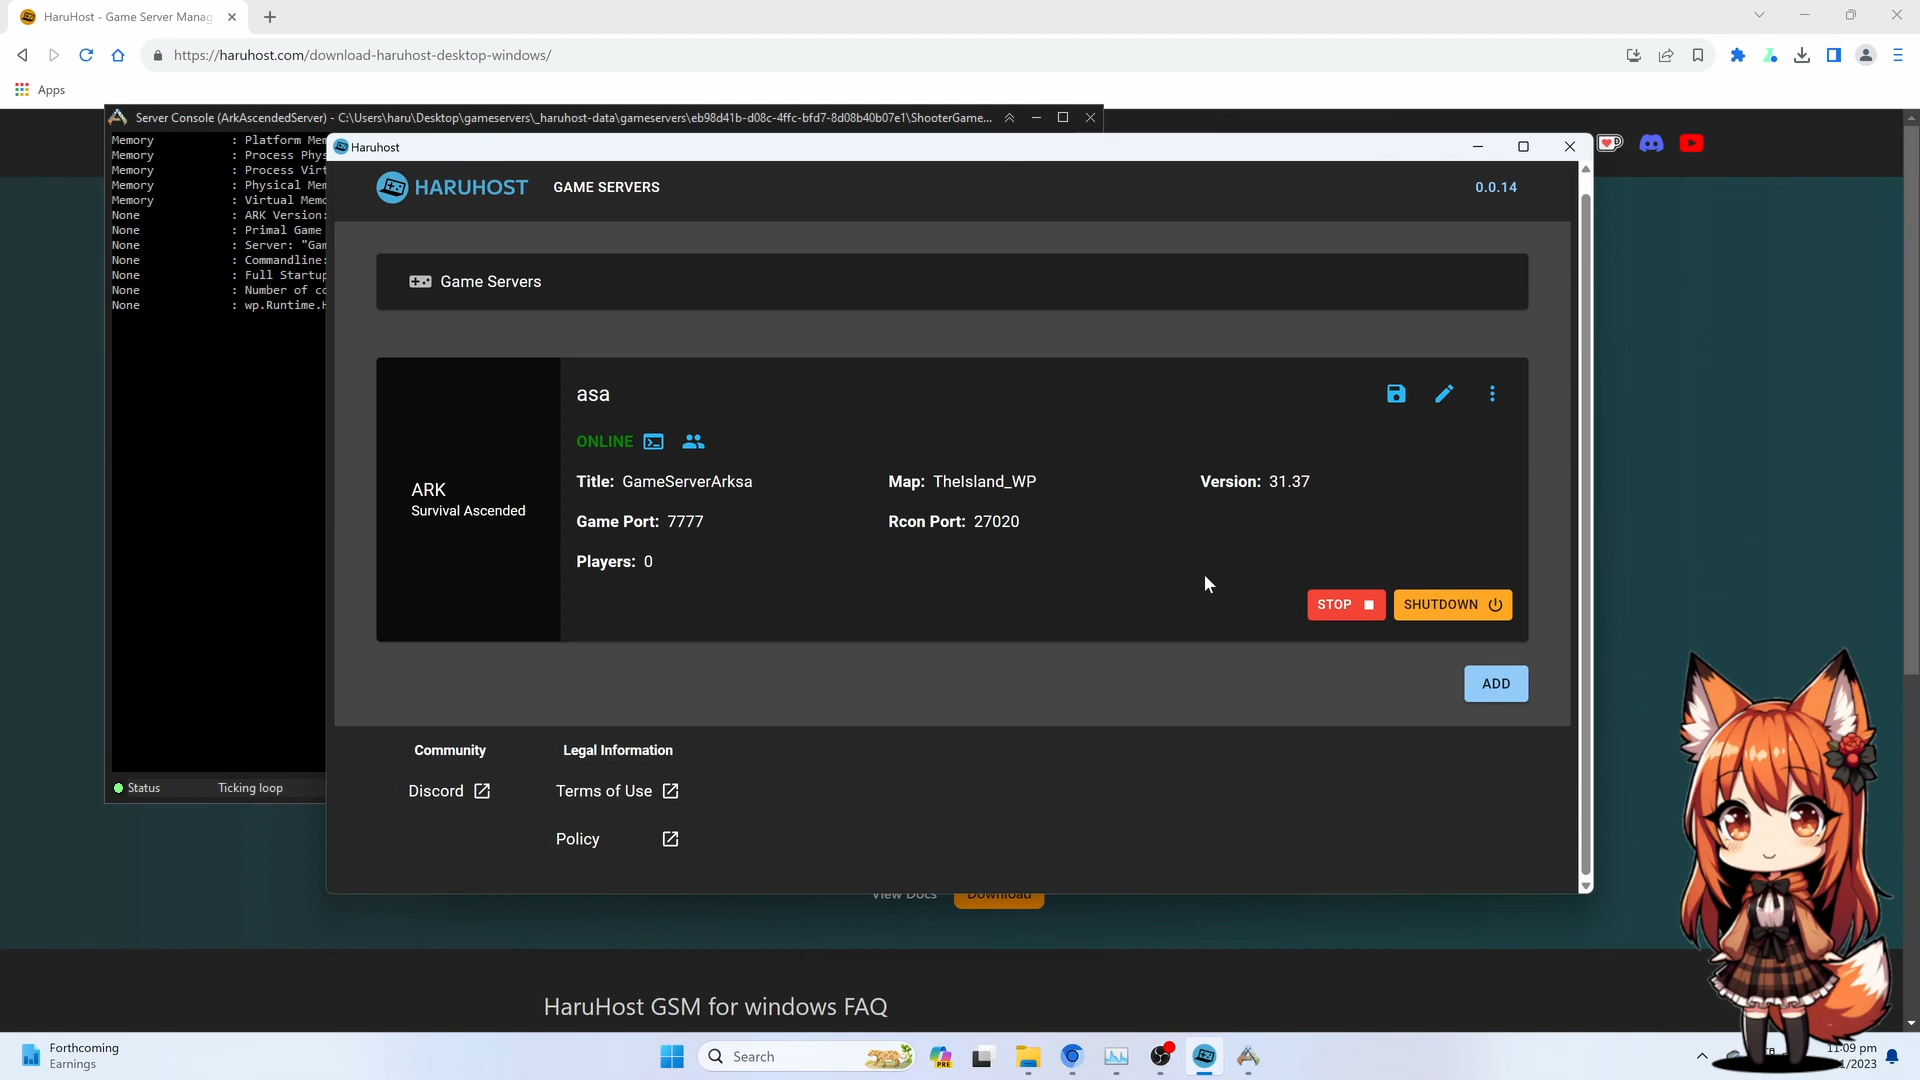 HaruHost - Game Server Manag
https://haruhost.com/download-haruhost-desktop-windows/
Apps
Server Console (ArkAscendedServer) - C:\Users\haru\Desktop\gameservers\_haruhost-data\gameservers\eb98d41b-d08c-4ffc-bfd7-8d08b40b07e1\ShooterGame...
Memory : Platform Mem
Memory : Process Phys
Memory : Process Virt
Memory : Physical Mem
Memory : Virtual Memo
None : ARK Version:
None : Primal Game
None : Server: "Gam
None : Commandline:
None : Full Startup
None : Number of co
None : wp.Runtime.H
Status Ticking loop
Haruhost
HARUHOST GAME SERVERS 0.0.14
Game Servers
asa
ONLINE
ARK
Survival Ascended
Title: GameServerArksa Map: TheIsland_WP Version: 31.37
Game Port: 7777 Rcon Port: 27020
Players: 0
STOP SHUTDOWN
ADD
Community Legal Information
Discord Terms of Use
Policy
View Docs Download
HaruHost GSM for windows FAQ
Forthcoming
Earnings
Search
PRE
11:09 pm
1/2023